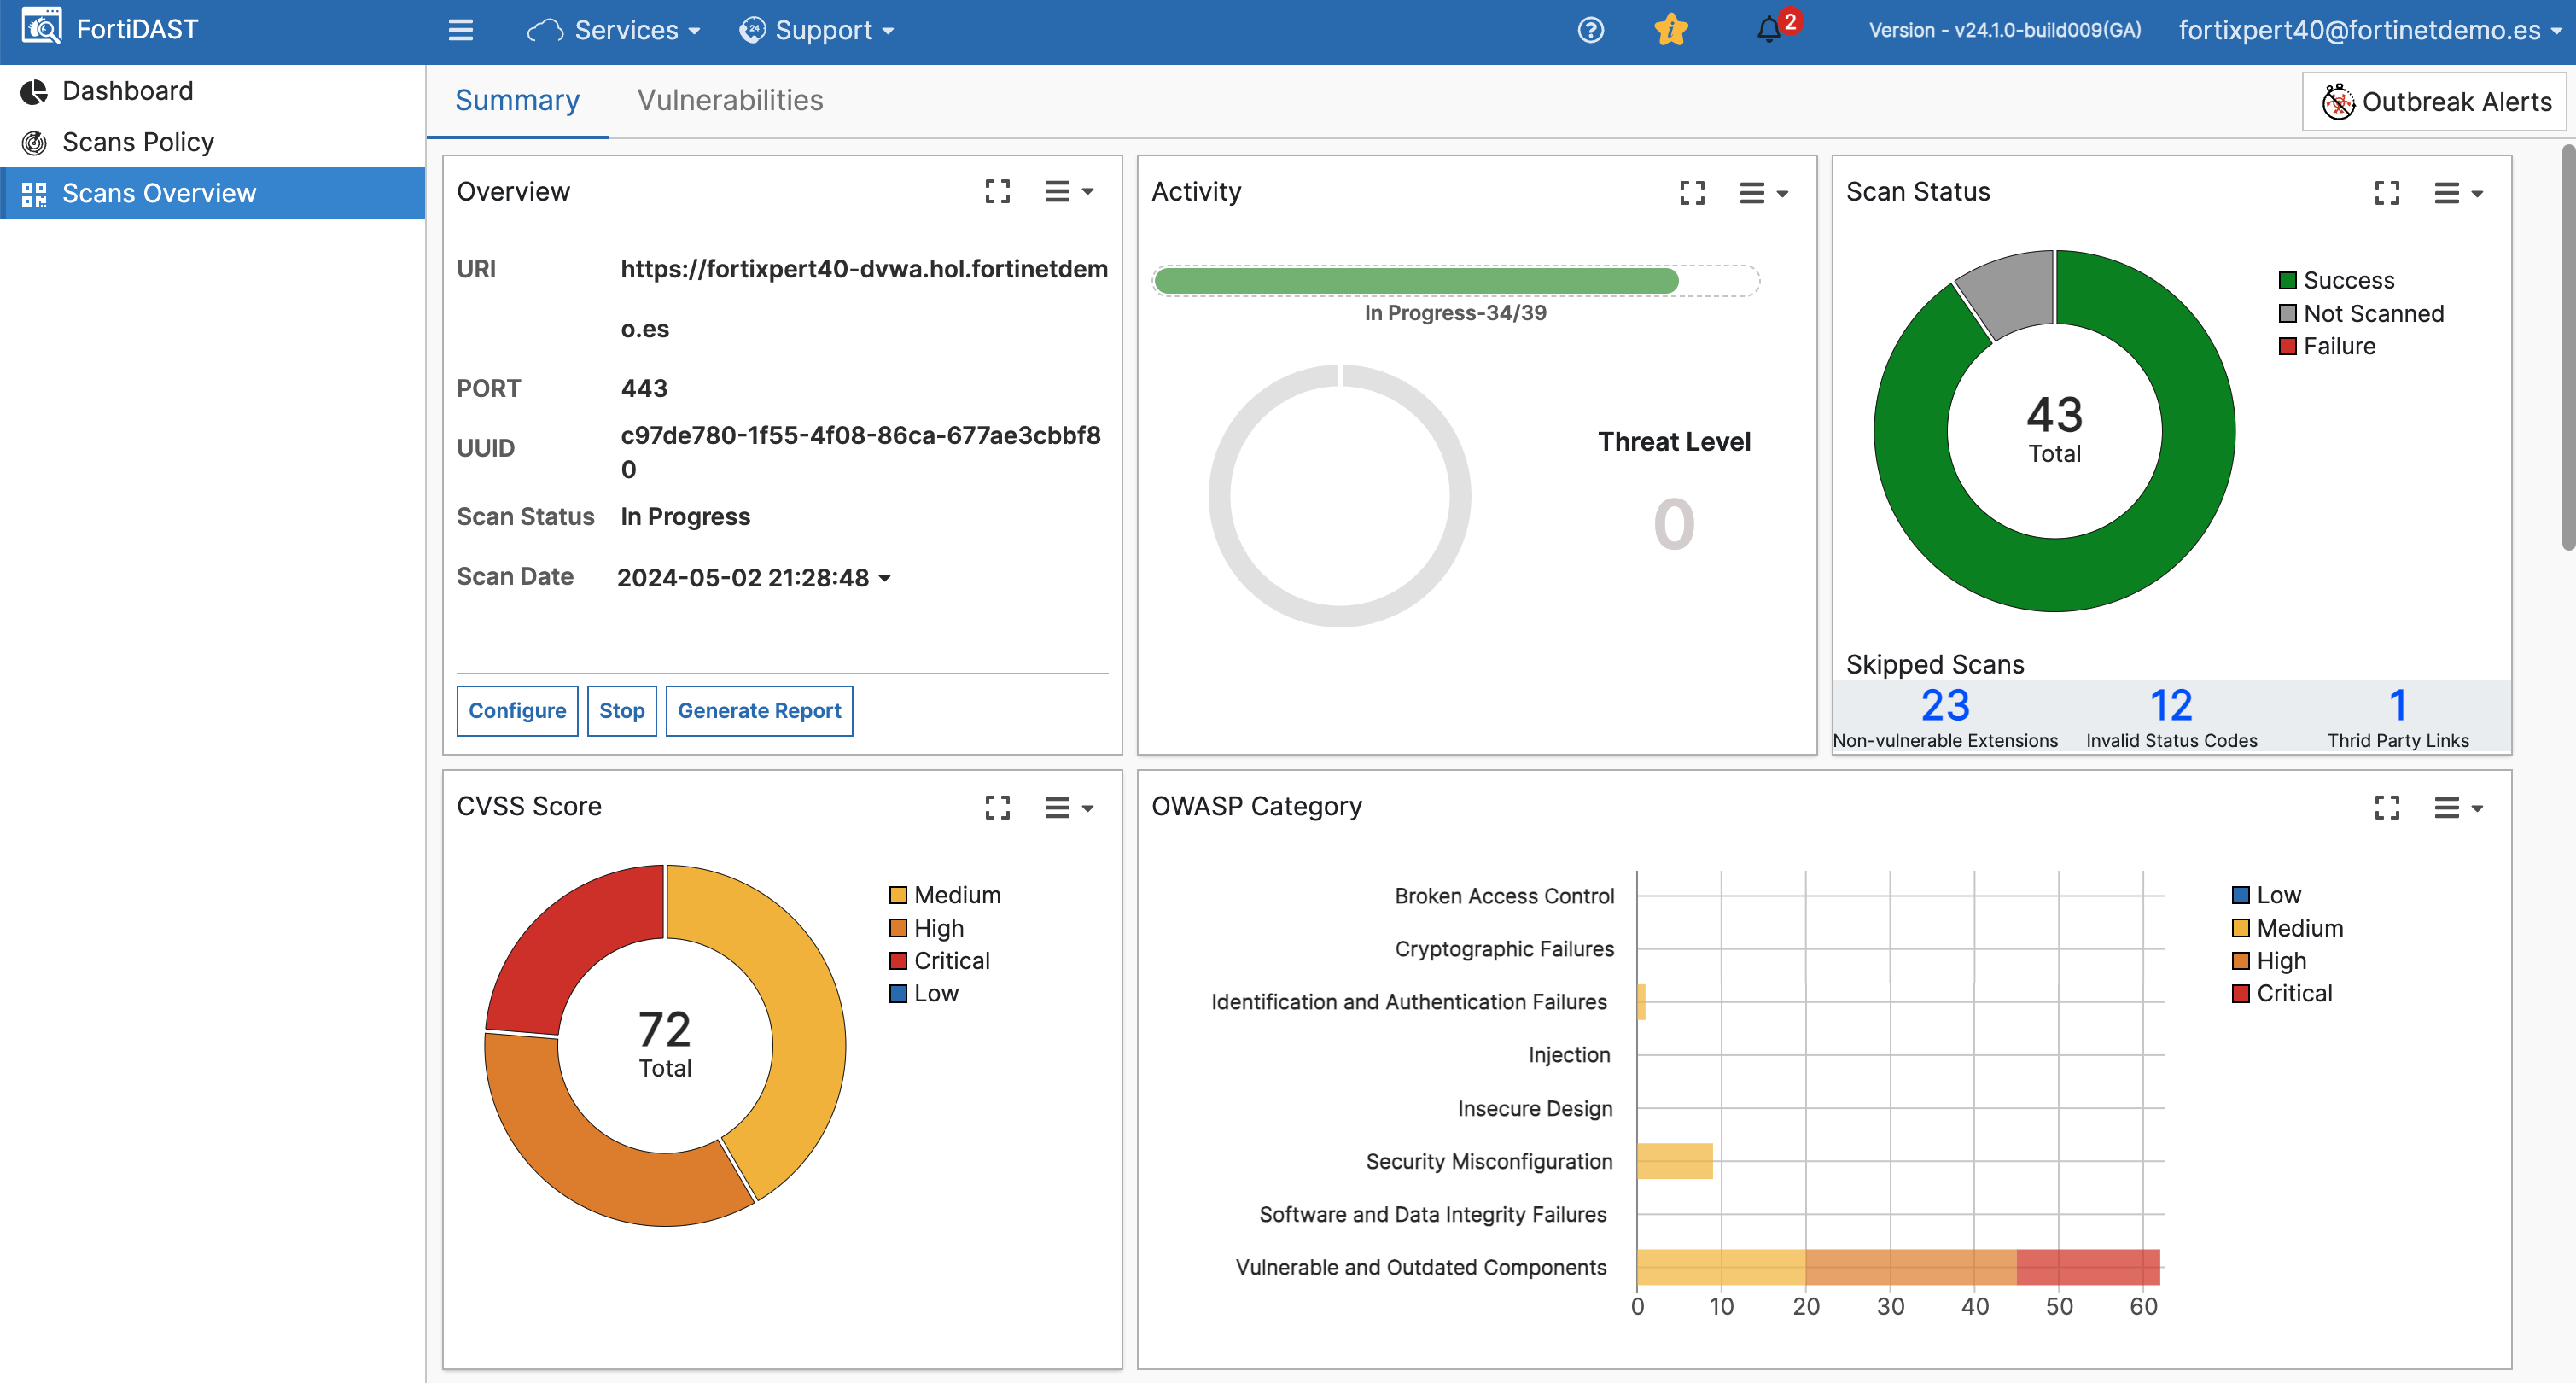 FortiDAST
Services
24
Support
2
Version - v24.1.0-build009(GA)
fortixpert40@fortinetdemo.es
Dashboard
Scans Policy
Scans Overview
Summary
Vulnerabilities
Outbreak Alerts
Overview
URI
https://fortixpert40-dvwa.hol.fortinetdem
o.es
PORT
443
UUID
c97de780-1f55-4f08-86ca-677ae3cbbf8
0
Scan Status
In Progress
Scan Date
2024-05-02 21:28:48
Configure
Stop
Generate Report
Activity
In Progress-34/39
Threat Level
0
Scan Status
Success
Not Scanned
Failure
43
Total
Skipped Scans
23
Non-vulnerable Extensions
12
Invalid Status Codes
1
Thrid Party Links
CVSS Score
Medium
High
Critical
Low
72
Total
OWASP Category
Broken Access Control
Cryptographic Failures
Identification and Authentication Failures
Injection
Insecure Design
Security Misconfiguration
Software and Data Integrity Failures
Vulnerable and Outdated Components
0 10 20 30 40 50 60
Low
Medium
High
Critical